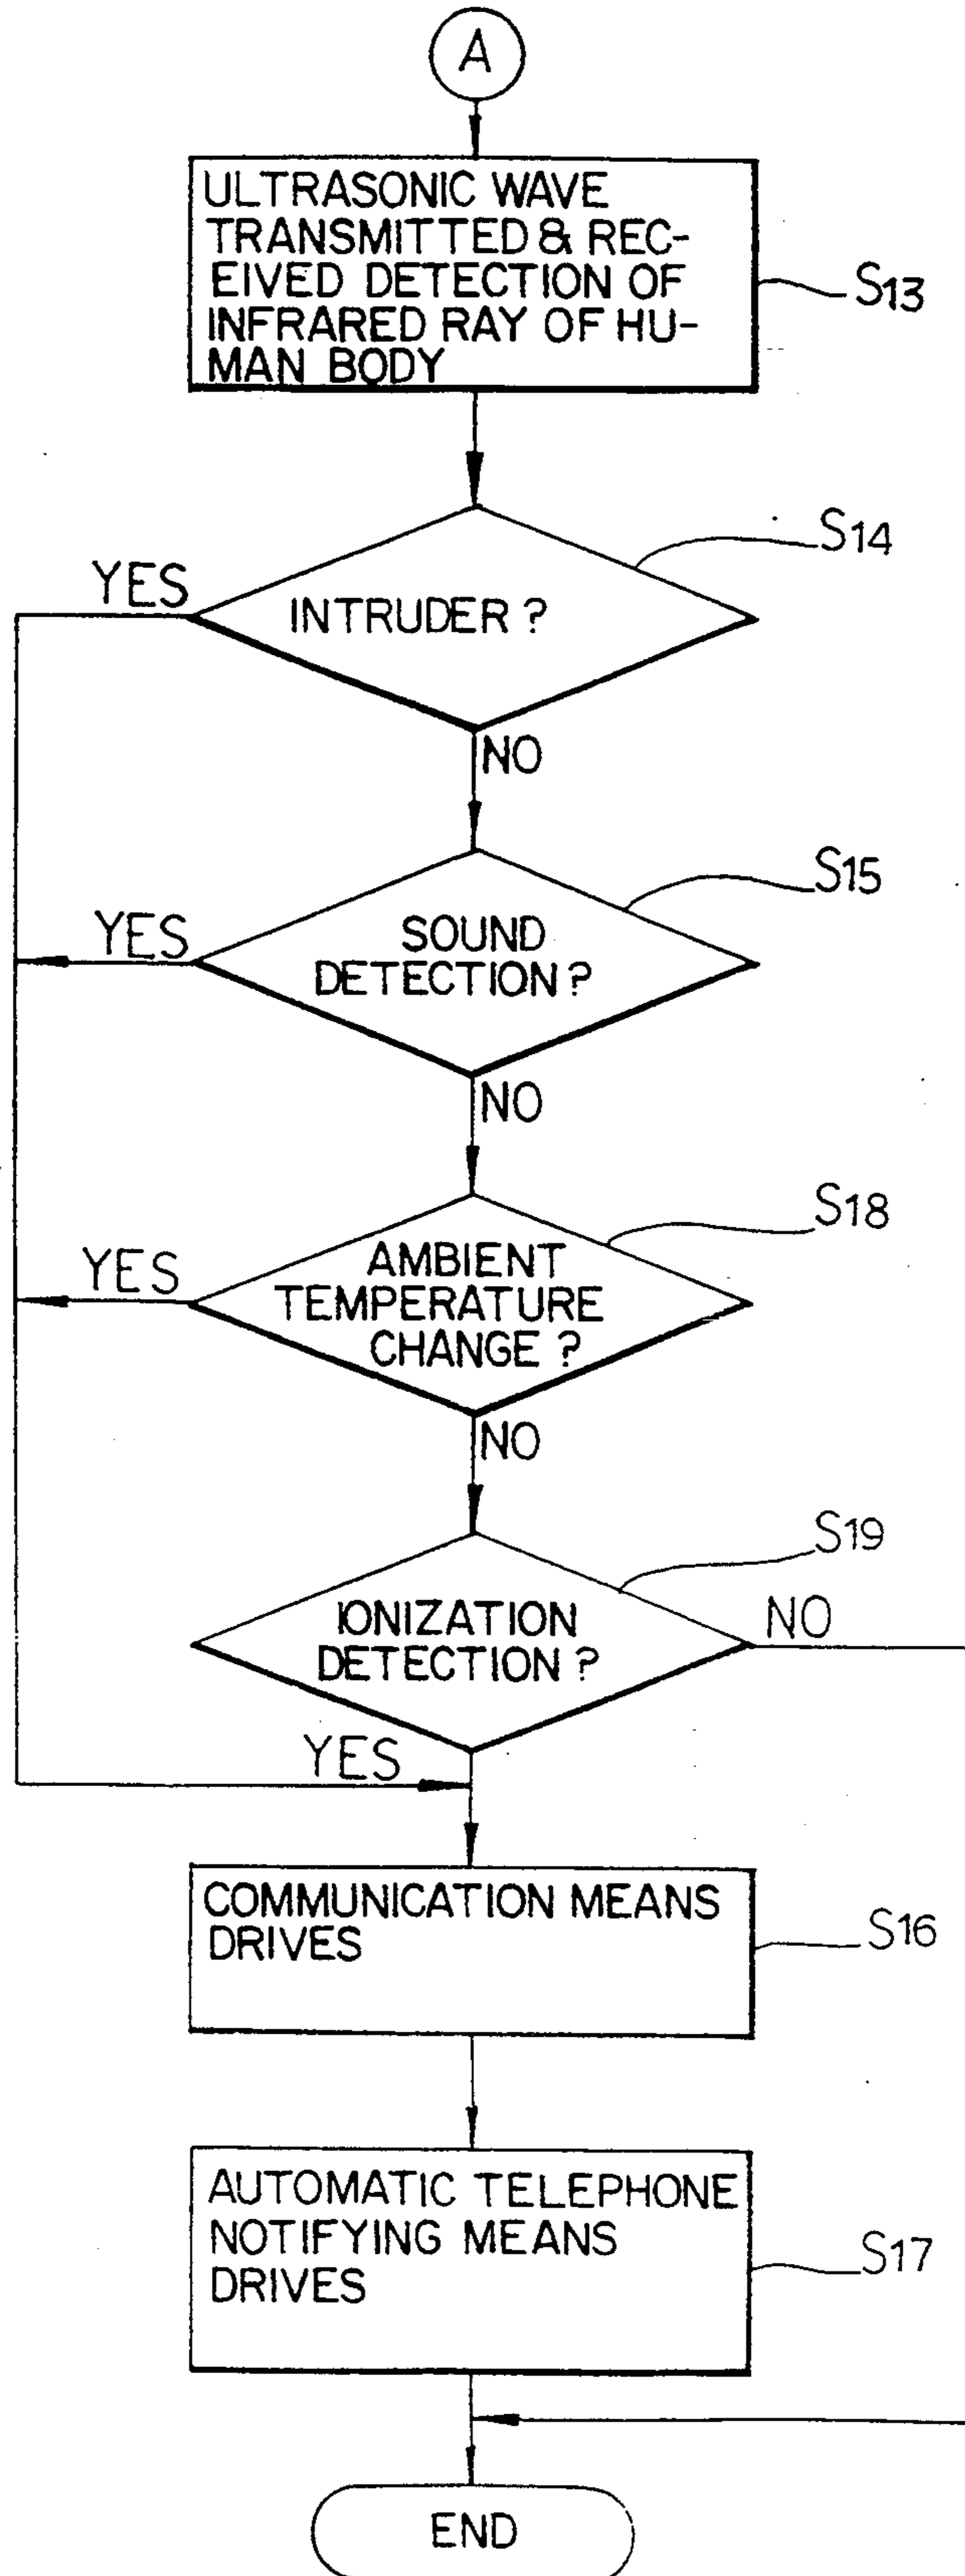 A
ULTRASONIC WAVE
TRANSMITTED & REC-
EIVED DETECTION OF
INFRARED RAY OF HU-
MAN BODY
S13
S14
YES
INTRUDER ?
NO
S15
YES
SOUND
DETECTION ?
NO
S18
YES
AMBIENT
TEMPERATURE
CHANGE ?
NO
S19
IONIZATION
DETECTION ?
NO
YES
COMMUNICATION MEANS
DRIVES
S16
AUTOMATIC TELEPHONE
NOTIFYING MEANS
DRIVES
S17
END